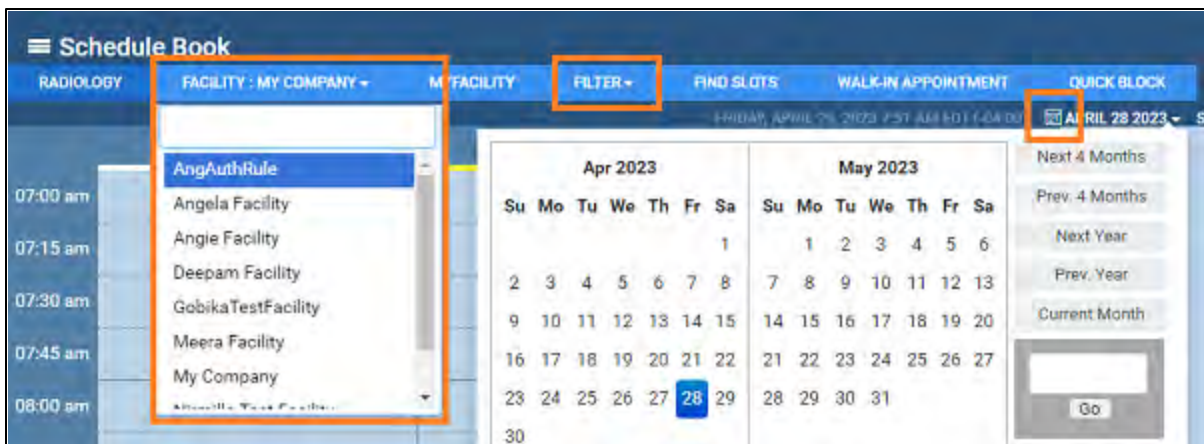 Schedule Book
RADIOLOGY FACILITY : MY COMPANY MYFACILITY FILTER FIND SLOTS WALK-IN APPOINTMENT QUICK BLOCK
APRIL 28 2023
AngAuthRule
Angela Facility
Angie Facility
Deepam Facility
GobikaTestFacility
Meera Facility
My Company
07:00 am
07:15 am
07:30 am
07:45 am
08:00 am
Apr 2023
Su Mo Tu We Th Fr Sa
1
2 3 4 5 6 7 8
9 10 11 12 13 14 15
16 17 18 19 20 21 22
23 24 25 26 27 28 29
30
May 2023
Su Mo Tu We Th Fr Sa
1 2 3 4 5 6
7 8 9 10 11 12 13
14 15 16 17 18 19 20
21 22 23 24 25 26 27
28 29 30 31
Next 4 Months
Prev. 4 Months
Next Year
Prev. Year
Current Month
Go